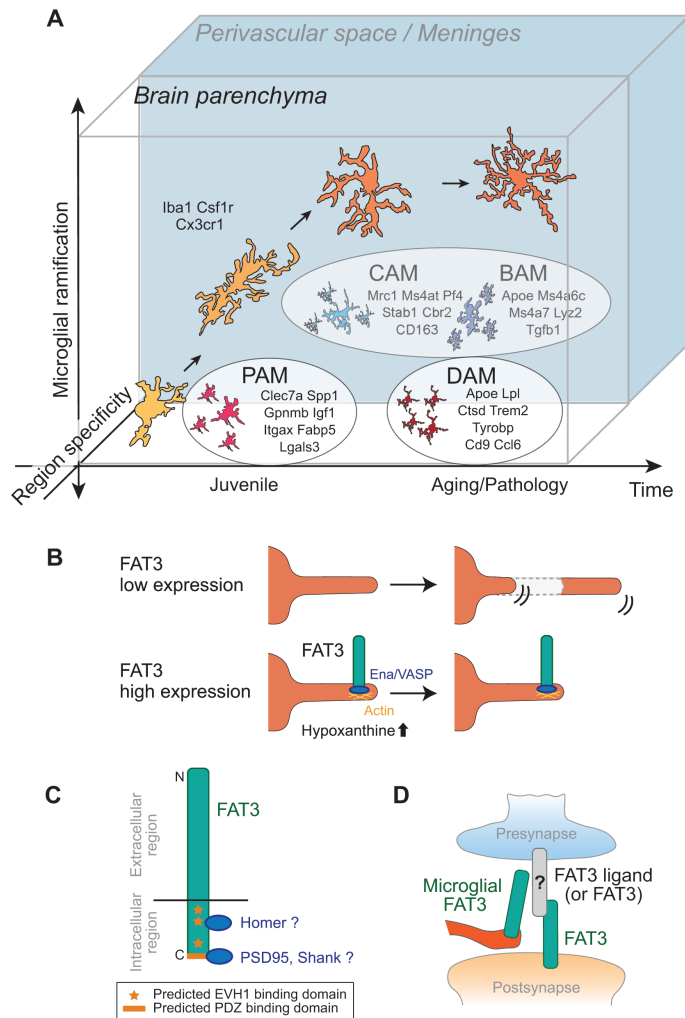 A
Perivascular space / Meninges
Brain parenchyma
Microglial ramification
Region specificity
Iba1 Csf1r
Cx3cr1
CAM
Mrc1 Ms4at Pf4
Stab1 Cbr2
CD163
BAM
Apoe Ms4a6c
Ms4a7 Lyz2
Tgfb1
PAM
Clec7a Spp1
Gpnmb Igf1
Itgax Fabp5
Lgals3
DAM
Apoe Lpl
Ctsd Trem2
Tyrobp
Cd9 Ccl6
Juvenile
Aging/Pathology
Time
B
FAT3
low expression
FAT3
high expression
FAT3
Ena/VASP
Actin
Hypoxanthine
C
Extracellular
region
Intracellular
region
N
FAT3
Homer ?
C
PSD95, Shank ?
Predicted EVH1 binding domain
Predicted PDZ binding domain
D
Presynapse
?
FAT3 ligand
(or FAT3)
Microglial
FAT3
FAT3
Postsynapse